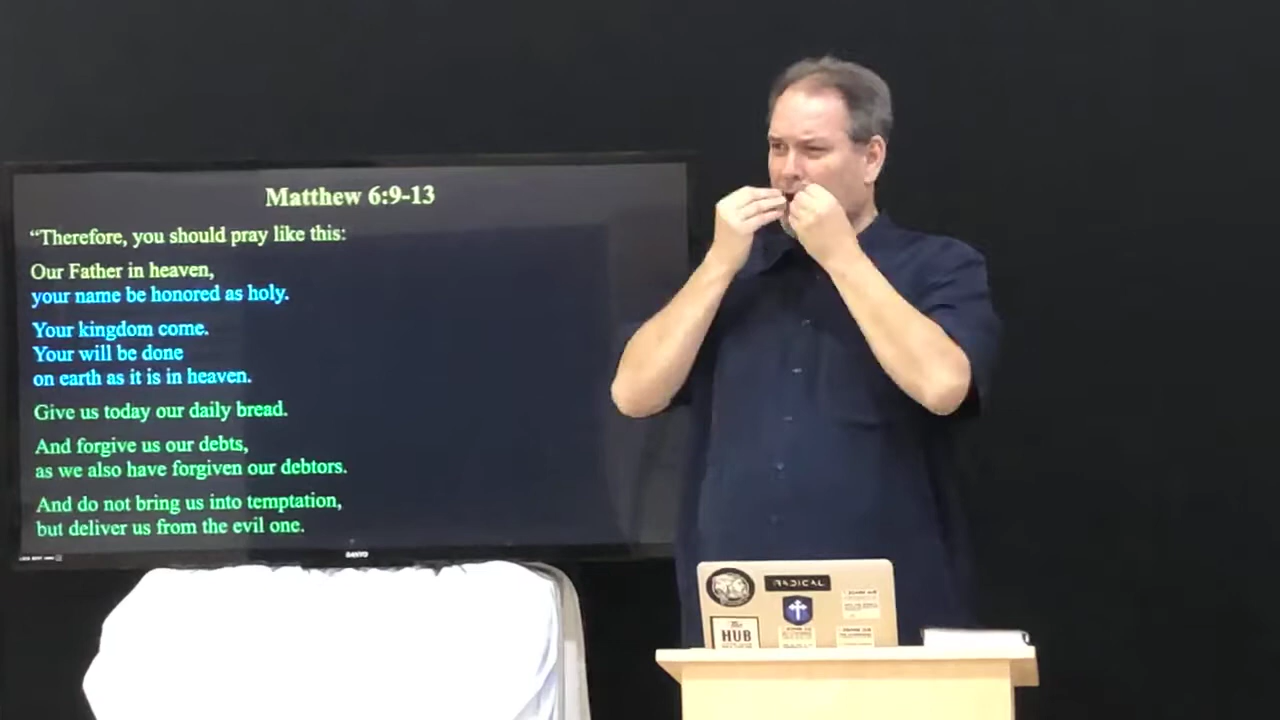 Matthew 6:9-13
“Therefore, you should pray like this:
Our Father in heaven,
your name be honored as holy.
Your kingdom come.
Your will be done
on earth as it is in heaven.
Give us today our daily bread.
And forgive us our debts,
as we also have forgiven our debtors.
And do not bring us into temptation,
but deliver us from the evil one.
SANYO
RADICAL
The
HUB